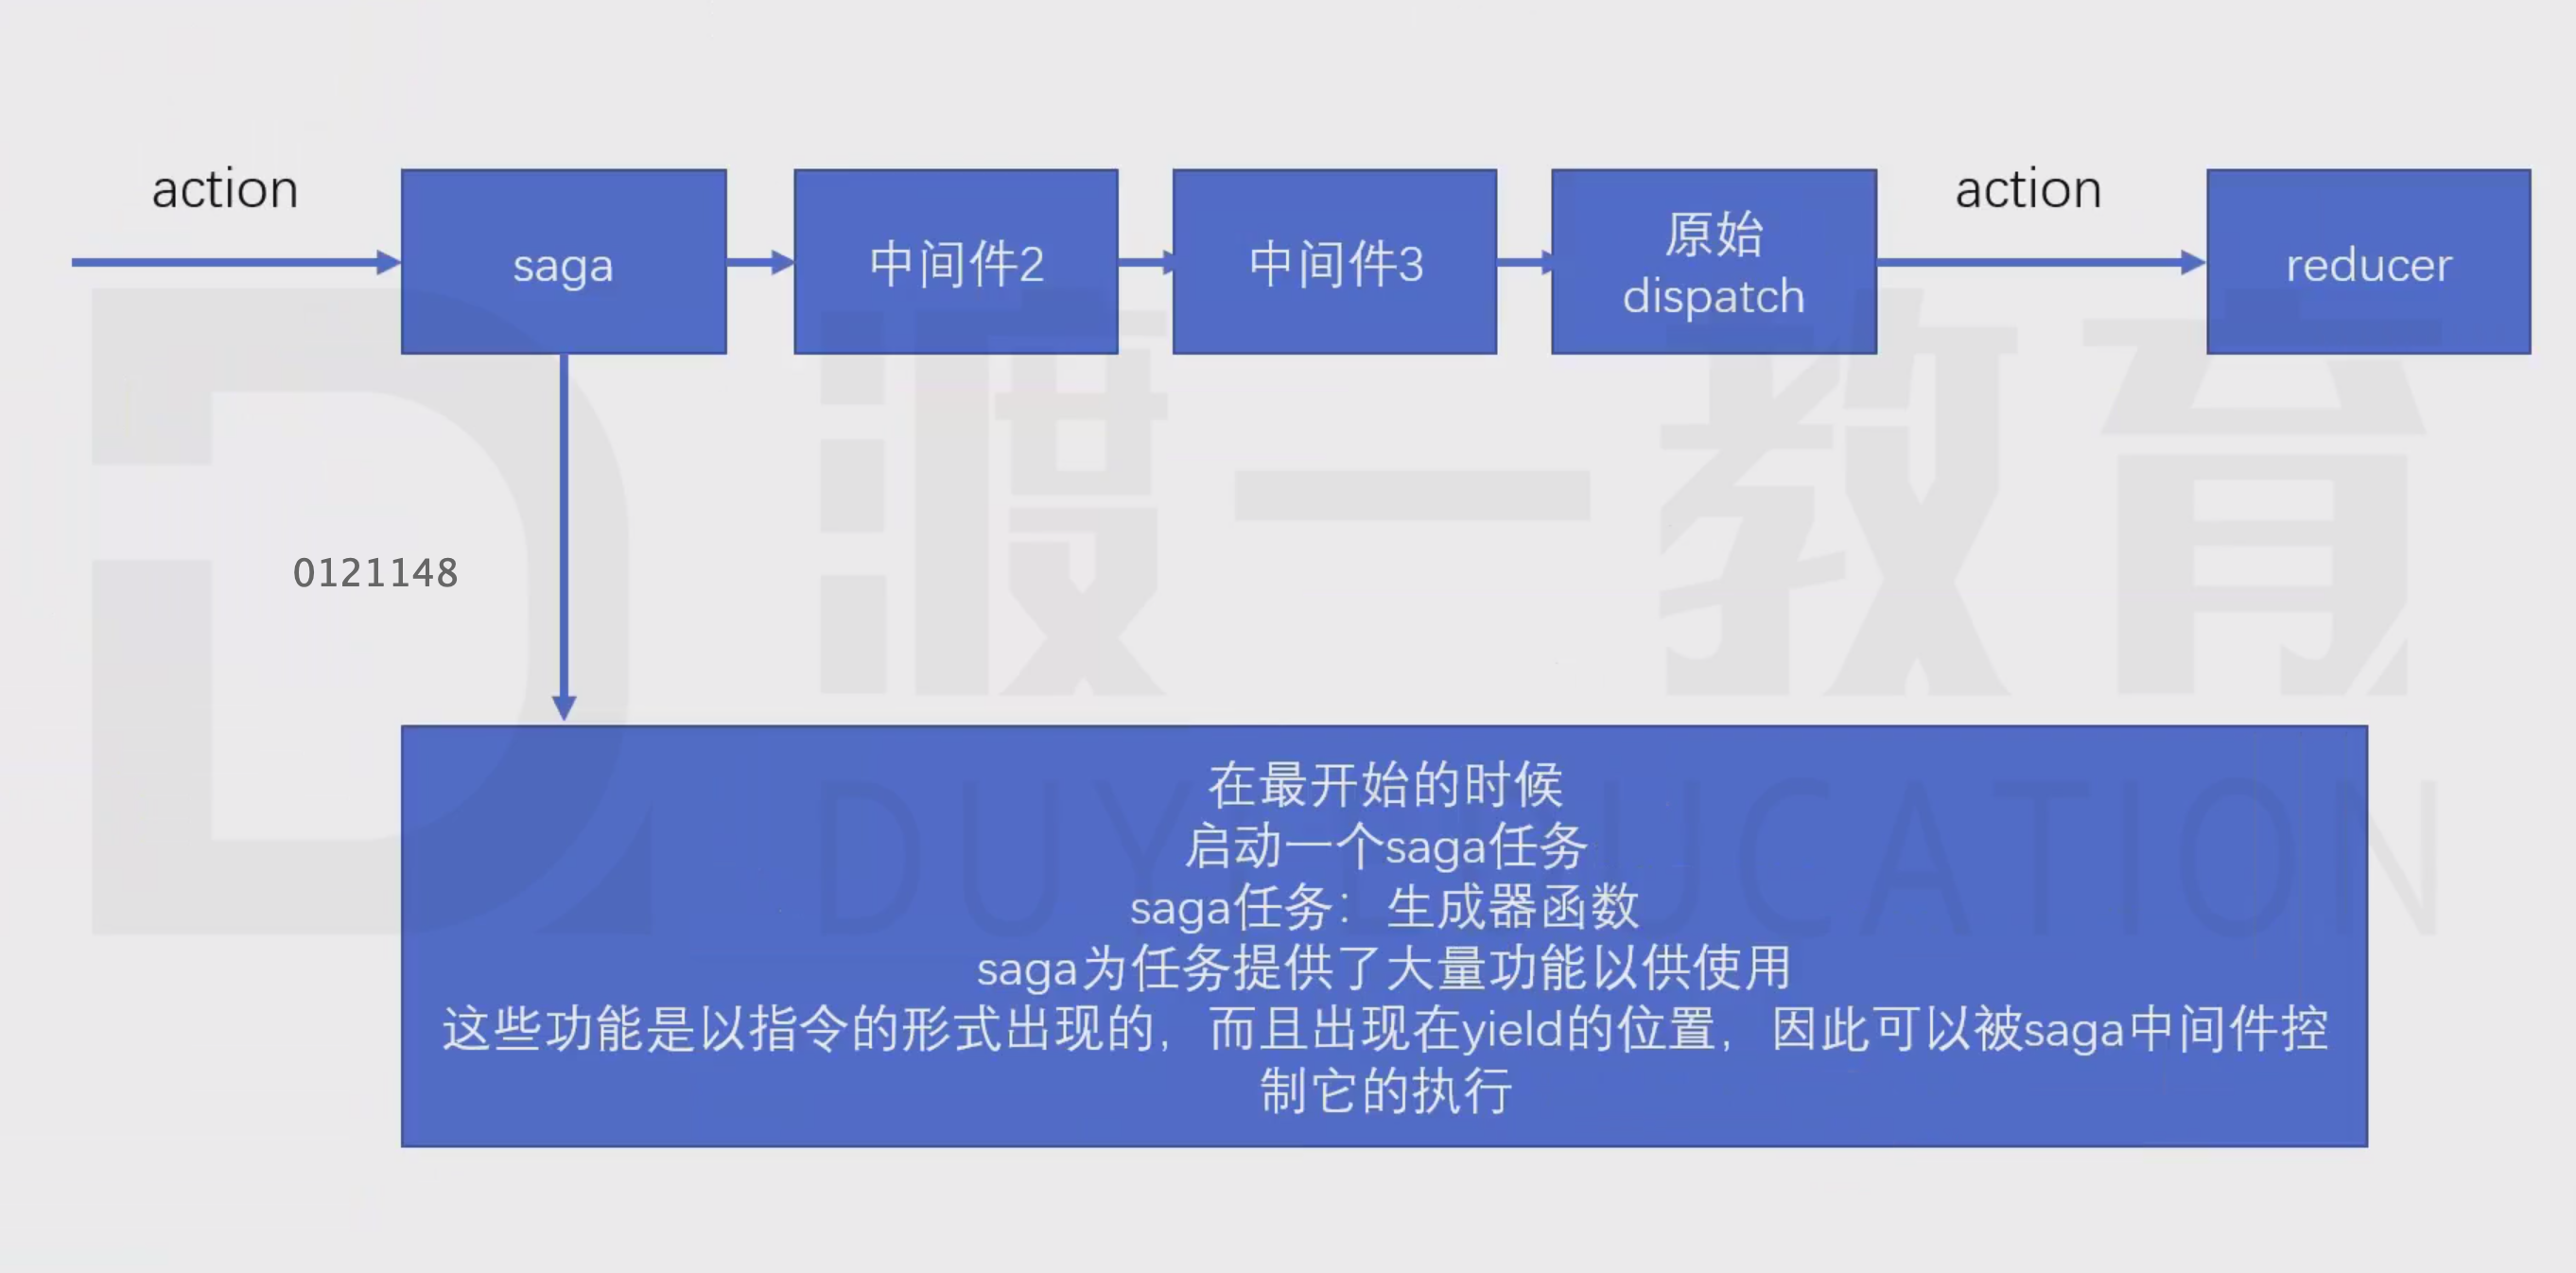 action
action
saga
中间件2
中间件3
原始
dispatch
reducer
0121148
渡一教育
DUYI EDUCATION
在最开始的时候
启动一个saga任务
saga任务：生成器函数
saga为任务提供了大量功能以供使用
这些功能是以指令的形式出现的，而且出现在yield的位置，因此可以被saga中间件控
制它的执行